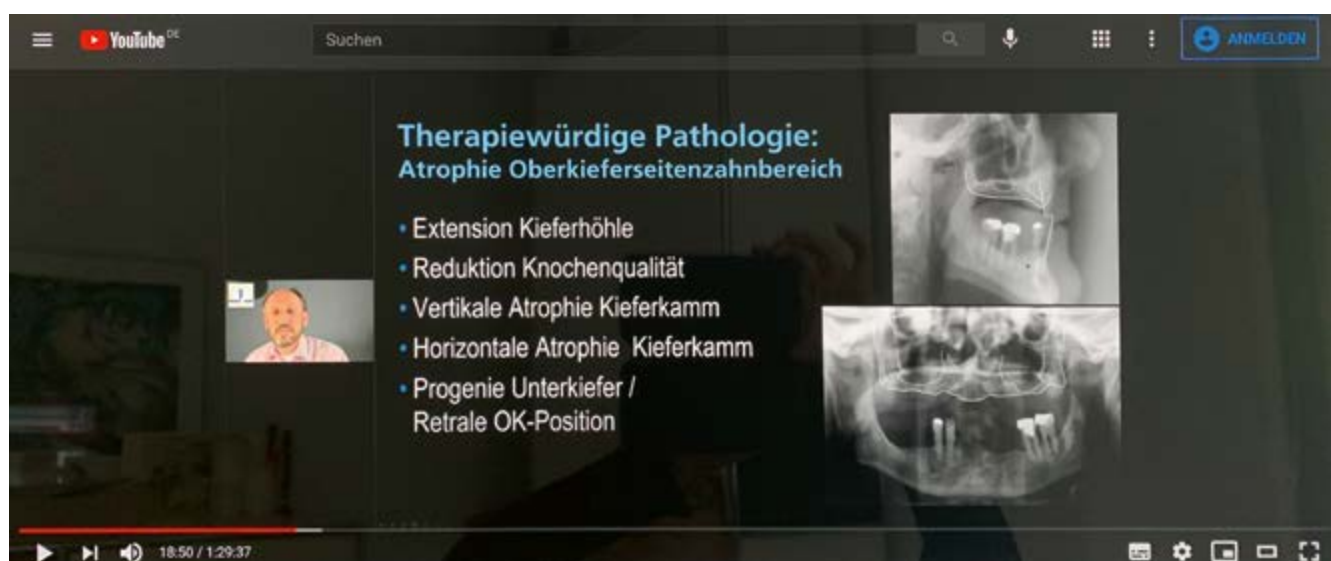 YouTube DE
Suchen
ANMELDEN
Therapiewürdige Pathologie:
Atrophie Oberkieferseitenzahnbereich
• Extension Kieferhöhle
• Reduktion Knochenqualität
• Vertikale Atrophie Kieferkamm
• Horizontale Atrophie Kieferkamm
• Progenie Unterkiefer /
Retrale OK-Position
18:50 / 1:29:37